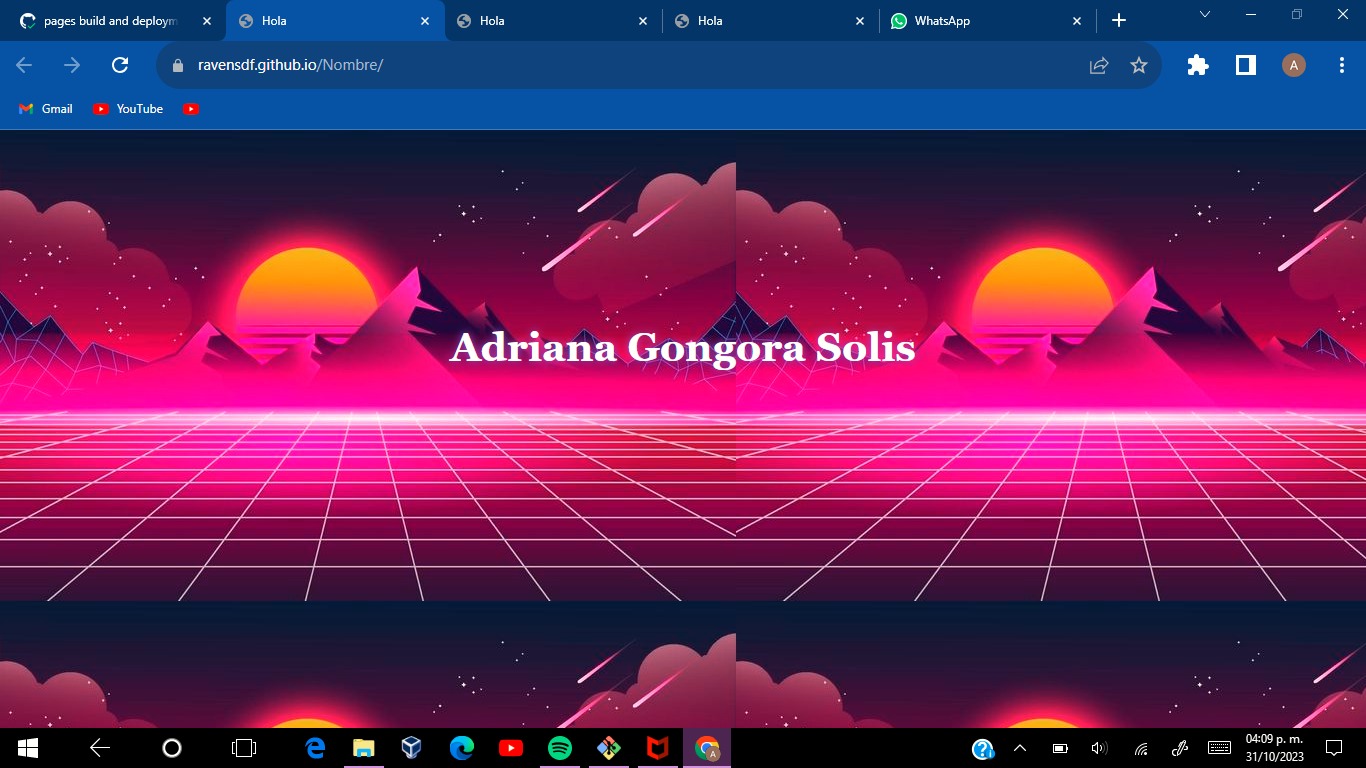 pages build and deploym
Hola
Hola
Hola
WhatsApp
ravensdf.github.io/Nombre/
A
Gmail
YouTube
Adriana Gongora Solis
A
04:09 p. m.
31/10/2023